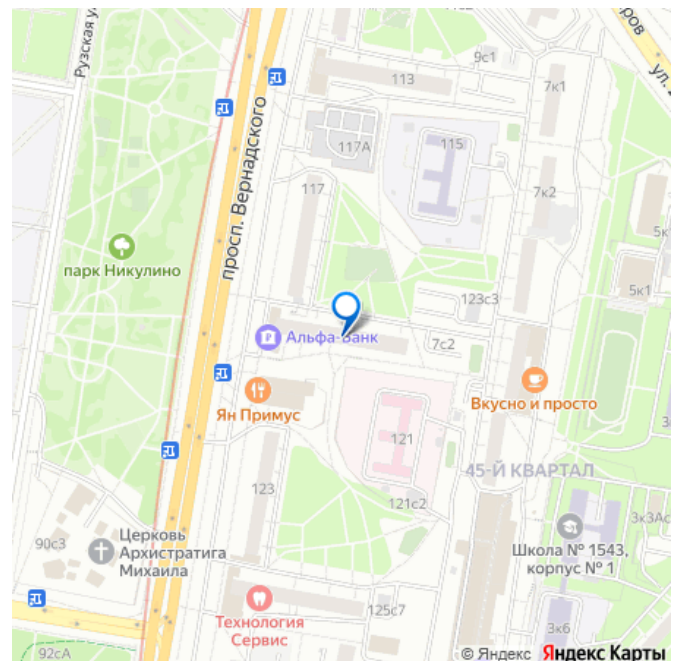 Рузская ул
просп. Вернадского
9с1
113
7к1
117А
115
117
7к2
парк Никулино
5к1
123с3
Альфа-Банк
7с2
Вкусно и просто
Ян Примус
121
45-Й КВАРТАЛ
123
121с2
3к3Ас
90с3
Церковь
Архистратига
Михаила
Школа № 1543,
корпус № 1
Технология
Сервис
125с7
3к6
92сА
© Яндекс Яндекс Карты